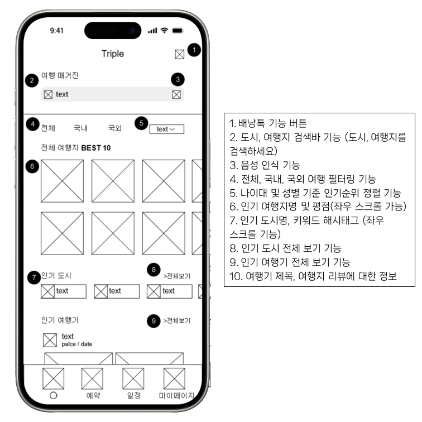 9:41
Triple
1
여행 매거진
2
3
text
4
전체
국내
국외
5
text
전체 여행지 BEST 10
6
7
인기 도시
8
>전체보기
text
text
text
인기 여행기
9
>전체보기
text
palce / date
예약
일정
마이페이지
1. 배낭톡 기능 버튼
2. 도시, 여행지 검색바 기능 (도시, 여행지를
검색하세요)
3. 음성 인식 기능
4. 전체, 국내, 국외 여행 필터링 기능
5. 나이대 및 성별 기준 인기순위 정렬 기능
6. 인기 여행지명 및 평점(좌우 스크롤 가능)
7. 인기 도시명, 키워드 해시태그 (좌우
스크롤 기능)
8. 인기 도시 전체 보기 기능
9. 인기 여행기 전체 보기 기능
10. 여행기 제목, 여행지 리뷰에 대한 정보